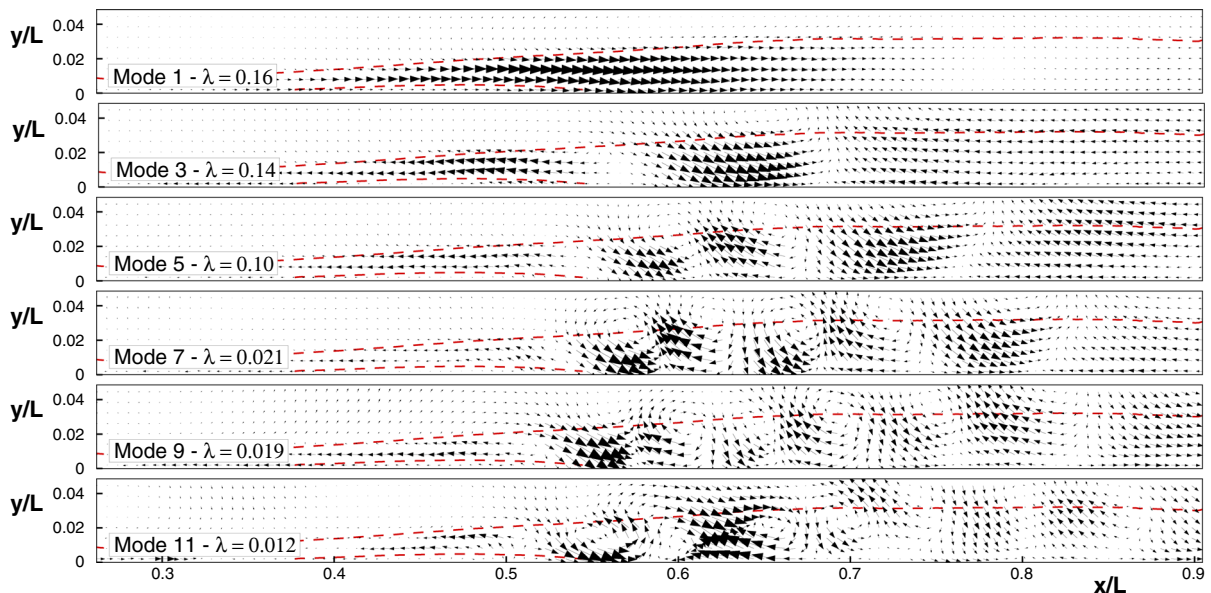 y/L
0.04
0.02
0
Mode 1 - λ = 0.16
y/L
0.04
0.02
0
Mode 3 - λ = 0.14
y/L
0.04
0.02
0
Mode 5 - λ = 0.10
y/L
0.04
0.02
0
Mode 7 - λ = 0.021
y/L
0.04
0.02
0
Mode 9 - λ = 0.019
y/L
0.04
0.02
0
Mode 11 - λ = 0.012
0.3 0.4 0.5 0.6 0.7 0.8 0.9
x/L